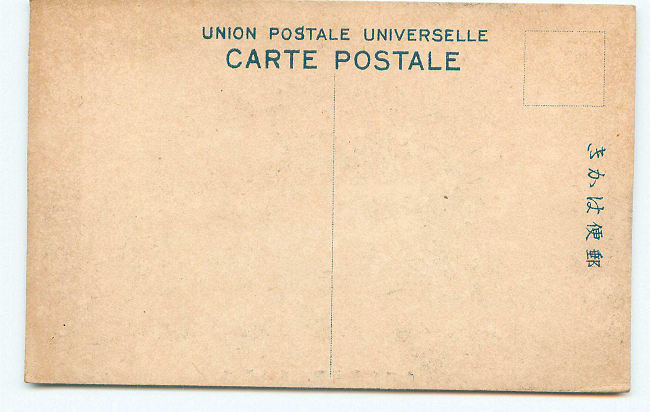 UNION POSTALE UNIVERSELLE
CARTE POSTALE
郵便はかき